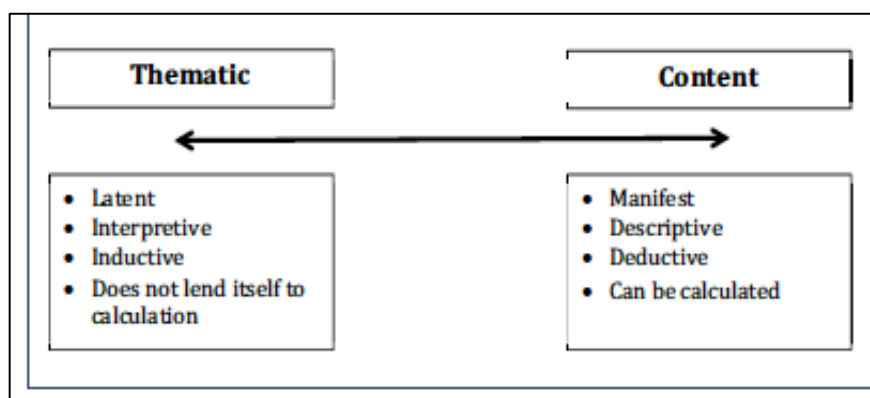 Thematic
Content
• Latent
• Interpretive
• Inductive
• Does not lend itself to
calculation
• Manifest
• Descriptive
• Deductive
• Can be calculated